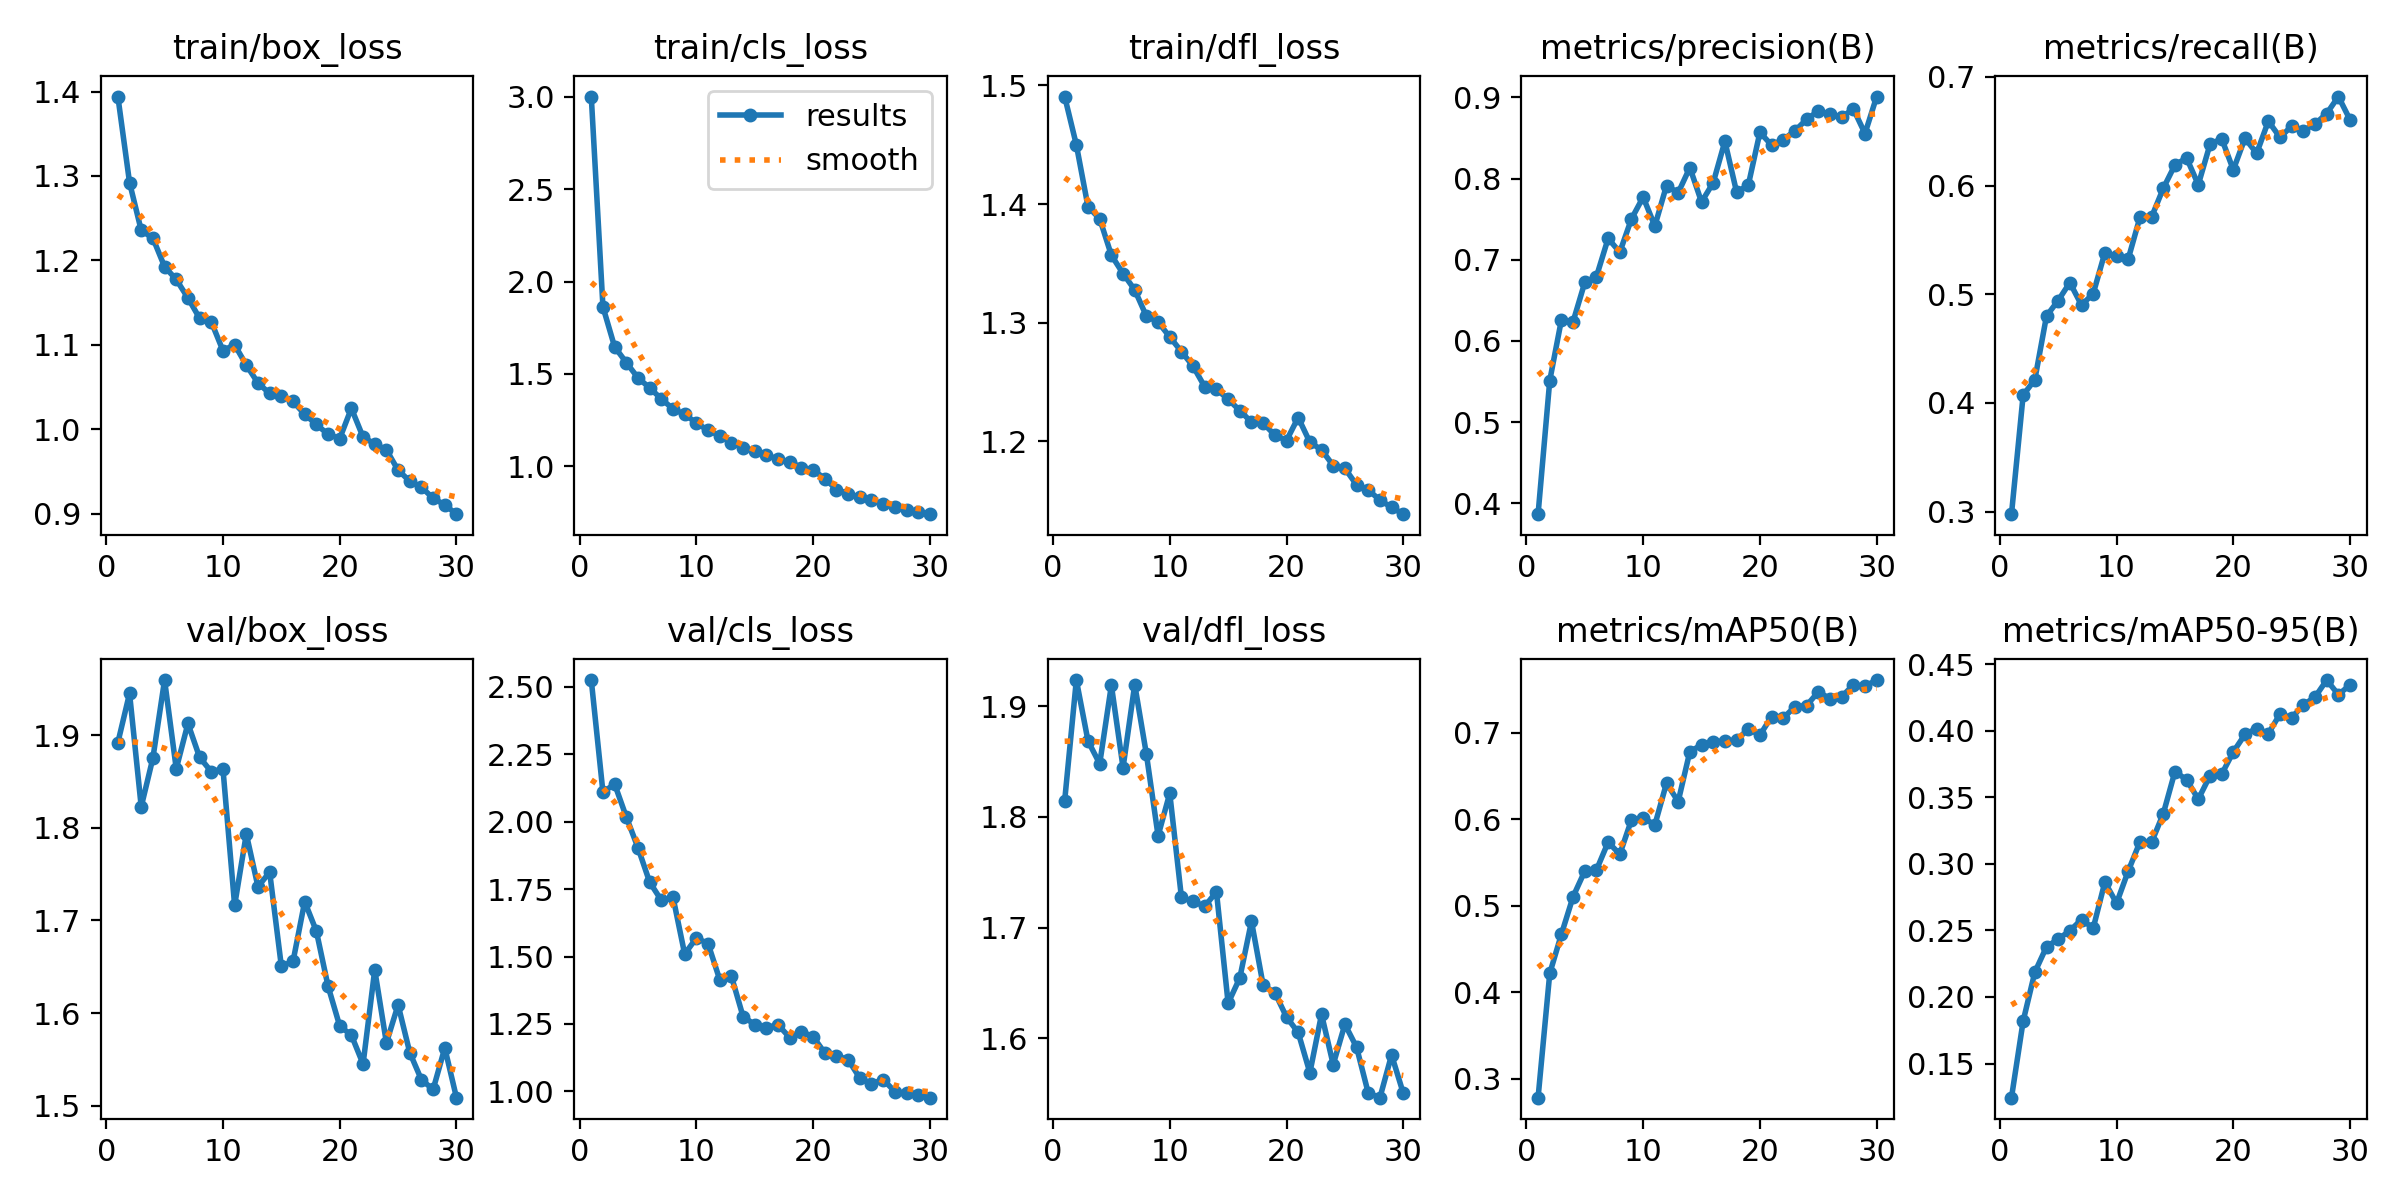 train/box_loss
1.4
1.3
1.2
1.1
1.0
0.9
0 10 20 30
train/cls_loss
results
smooth
3.0
2.5
2.0
1.5
1.0
0 10 20 30
train/dfl_loss
1.5
1.4
1.3
1.2
0 10 20 30
metrics/precision(B)
0.9
0.8
0.7
0.6
0.5
0.4
0 10 20 30
metrics/recall(B)
0.7
0.6
0.5
0.4
0.3
0 10 20 30
val/box_loss
1.9
1.8
1.7
1.6
1.5
0 10 20 30
val/cls_loss
2.50
2.25
2.00
1.75
1.50
1.25
1.00
0 10 20 30
val/dfl_loss
1.9
1.8
1.7
1.6
0 10 20 30
metrics/mAP50(B)
0.7
0.6
0.5
0.4
0.3
0 10 20 30
metrics/mAP50-95(B)
0.45
0.40
0.35
0.30
0.25
0.20
0.15
0 10 20 30